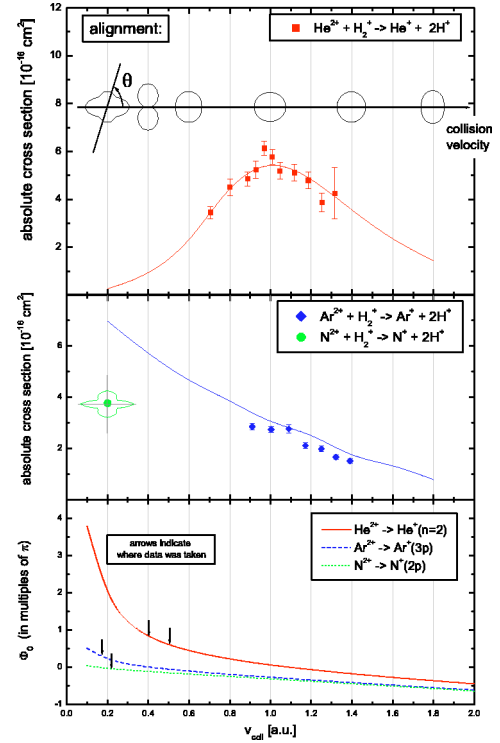 12
10
8
6
4
2
absolute cross section [10⁻¹⁶ cm²]
alignment:
He²⁺ + H₂⁺ -> He⁺ + 2H⁺
θ
collision
velocity
6
4
2
absolute cross section [10⁻¹⁶ cm²]
Ar²⁺ + H₂⁺ -> Ar⁺ + 2H⁺
N²⁺ + H₂⁺ -> N⁺ + 2H⁺
4
3
2
1
0
-1
Φ₀ (in multiples of π)
arrows indicate
where data was taken
He²⁺ -> He⁺(n=2)
Ar²⁺ -> Ar⁺(3p)
N²⁺ -> N⁺(2p)
0.0 0.2 0.4 0.6 0.8 1.0 1.2 1.4 1.6 1.8 2.0
v_coll [a.u.]